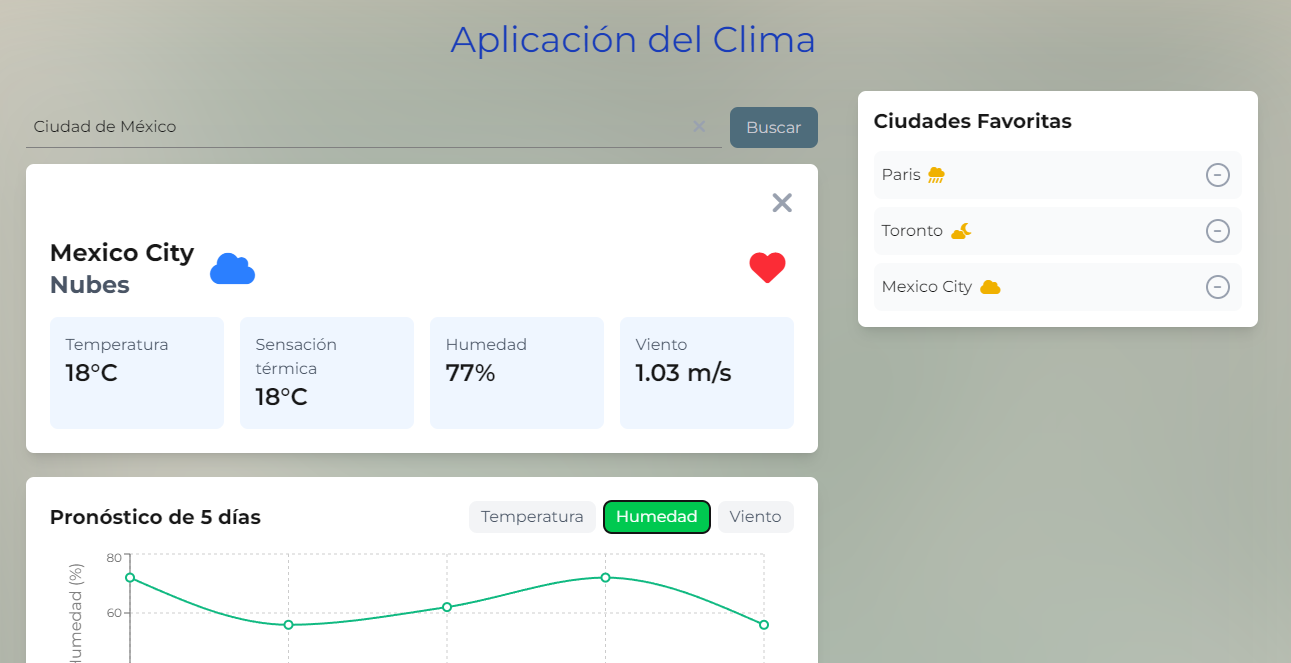 Aplicación del Clima
Ciudad de México
Buscar
Mexico City
Nubes
Temperatura
18°C
Sensación
térmica
18°C
Humedad
77%
Viento
1.03 m/s
Pronóstico de 5 días
Temperatura
Humedad
Viento
80
60
Humedad (%)
Ciudades Favoritas
Paris
Toronto
Mexico City